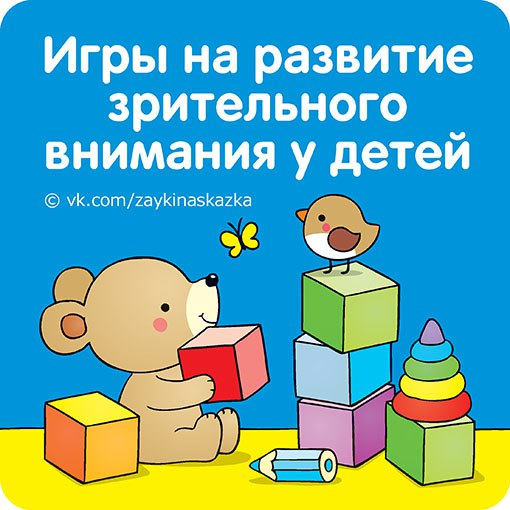 Игры на развитие
зрительного
внимания у детей
© vk.com/zaykinaskazka